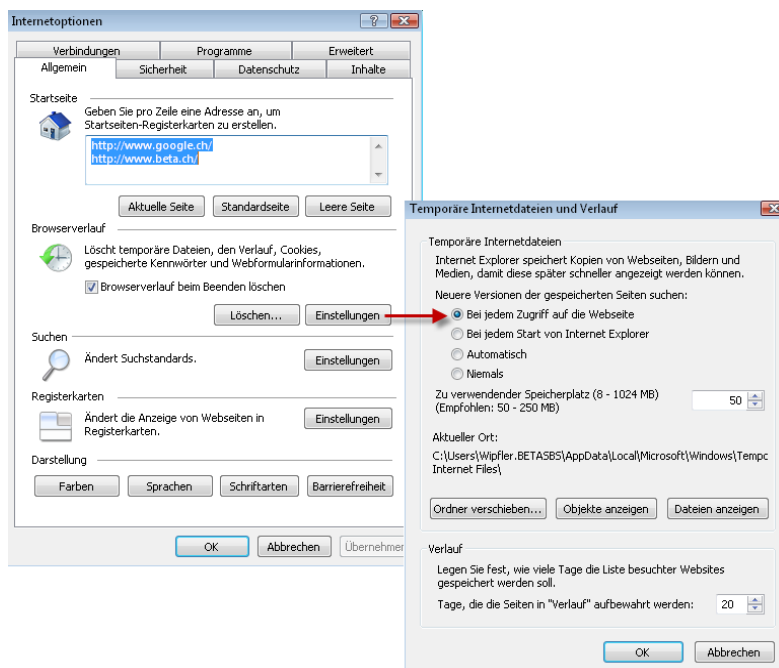 Internetoptionen
Verbindungen Programme Erweitert
Allgemein Sicherheit Datenschutz Inhalte
Startseite
Geben Sie pro Zeile eine Adresse an, um
Startseiten-Registerkarten zu erstellen.
http://www.google.ch/
http://www.beta.ch/
Aktuelle Seite Standardseite Leere Seite
Browserverlauf
Löscht temporäre Dateien, den Verlauf, Cookies,
gespeicherte Kennwörter und Webformularinformationen.
Browserverlauf beim Beenden löschen
Löschen... Einstellungen
Suchen
Ändert Suchstandards.
Einstellungen
Registerkarten
Ändert die Anzeige von Webseiten in
Registerkarten.
Einstellungen
Darstellung
Farben Sprachen Schriftarten Barrierefreiheit
OK Abbrechen Übernehmer
Temporäre Internetdateien und Verlauf
Temporäre Internetdateien
Internet Explorer speichert Kopien von Webseiten, Bildern und
Medien, damit diese später schneller angezeigt werden können.
Neuere Versionen der gespeicherten Seiten suchen:
Bei jedem Zugriff auf die Webseite
Bei jedem Start von Internet Explorer
Automatisch
Niemals
Zu verwendender Speicherplatz (8 - 1024 MB)
(Empfohlen: 50 - 250 MB)
50
Aktueller Ort:
C:\Users\Wipfler.BETASBS\AppData\Local\Microsoft\Windows\Tempc
Internet Files\
Ordner verschieben... Objekte anzeigen Dateien anzeigen
Verlauf
Legen Sie fest, wie viele Tage die Liste besuchter Websites
gespeichert werden soll.
Tage, die die Seiten in "Verlauf" aufbewahrt werden: 20
OK Abbrechen